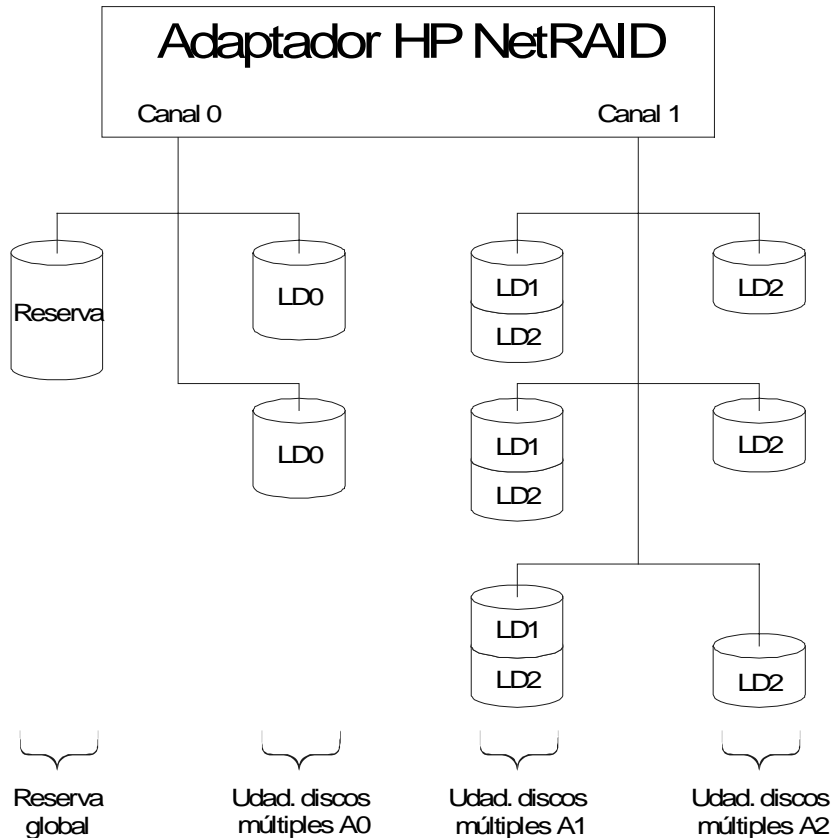 Adaptador HP NetRAID
Canal 0 Canal 1
Reserva
LD0
LD1
LD2
LD2
LD0
LD1
LD2
LD2
LD1
LD2
LD2
Reserva
global
Udad. discos
múltiples A0
Udad. discos
múltiples A1
Udad. discos
múltiples A2